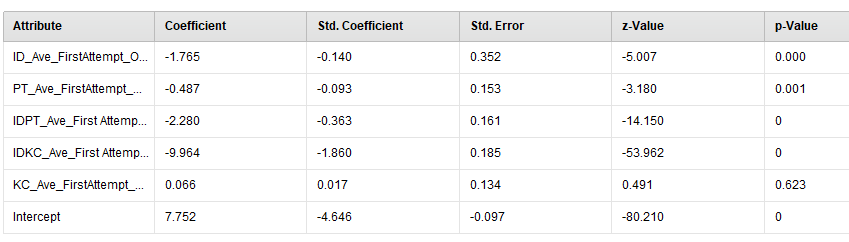 Attribute Coefficient Std. Coefficient Std. Error z-Value p-Value
ID_Ave_FirstAttempt_O... -1.765 -0.140 0.352 -5.007 0.000
PT_Ave_FirstAttempt_... -0.487 -0.093 0.153 -3.180 0.001
IDPT_Ave_First Attemp... -2.280 -0.363 0.161 -14.150 0
IDKC_Ave_First Attemp... -9.964 -1.860 0.185 -53.962 0
KC_Ave_FirstAttempt_... 0.066 0.017 0.134 0.491 0.623
Intercept 7.752 -4.646 -0.097 -80.210 0